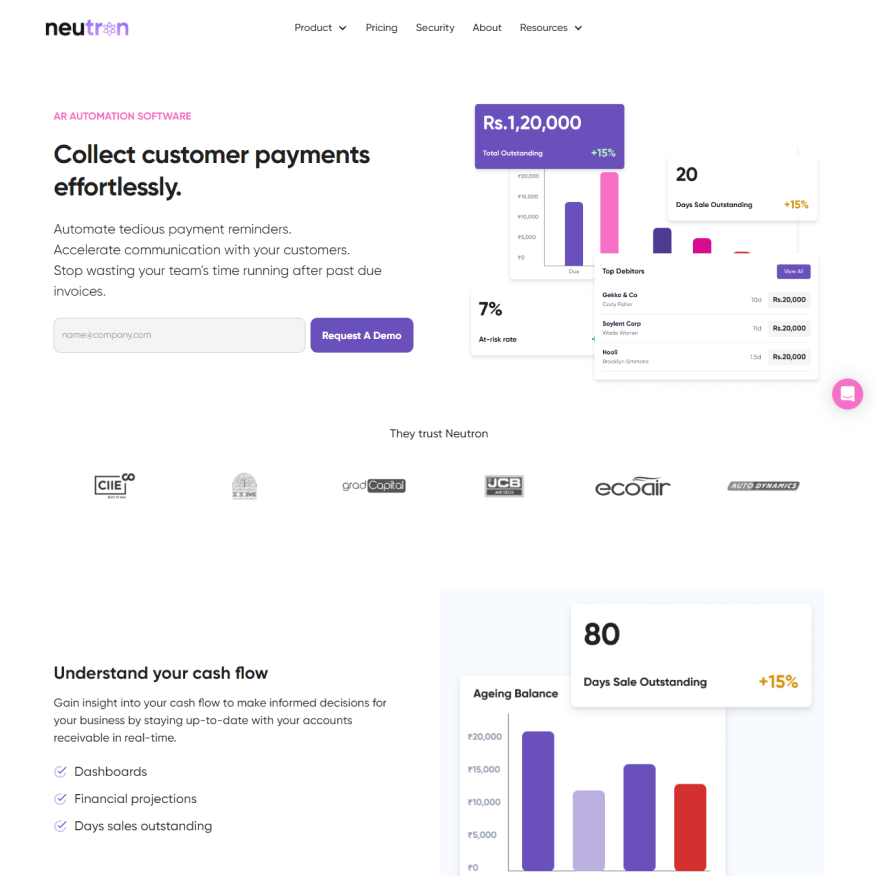 neutron
Product
Pricing
Security
About
Resources
AR AUTOMATION SOFTWARE
Collect customer payments
effortlessly.
Automate tedious payment reminders.
Accelerate communication with your customers.
Stop wasting your team's time running after past due
invoices.
name@company.com
Request A Demo
Rs.1,20,000
Total Outstanding
+15%
₹20,000
₹15,000
₹10,000
₹5,000
₹0
Due
20
Days Sale Outstanding
+15%
7%
At-risk rate
Top Debitors
View All
Gekko & Co
Cody Fisher
10d
Rs.20,000
Soylent Corp
Wade Warren
11d
Rs.20,000
Hooli
Brooklyn Simmons
1.5d
Rs.20,000
They trust Neutron
CIIE
IIM
gradCapital
JCB
AIR TECH
ecoair
AUTO DYNAMICS
Understand your cash flow
Gain insight into your cash flow to make informed decisions for
your business by staying up-to-date with your accounts
receivable in real-time.
Dashboards
Financial projections
Days sales outstanding
80
Days Sale Outstanding
+15%
Ageing Balance
₹20,000
₹15,000
₹10,000
₹5,000
₹0